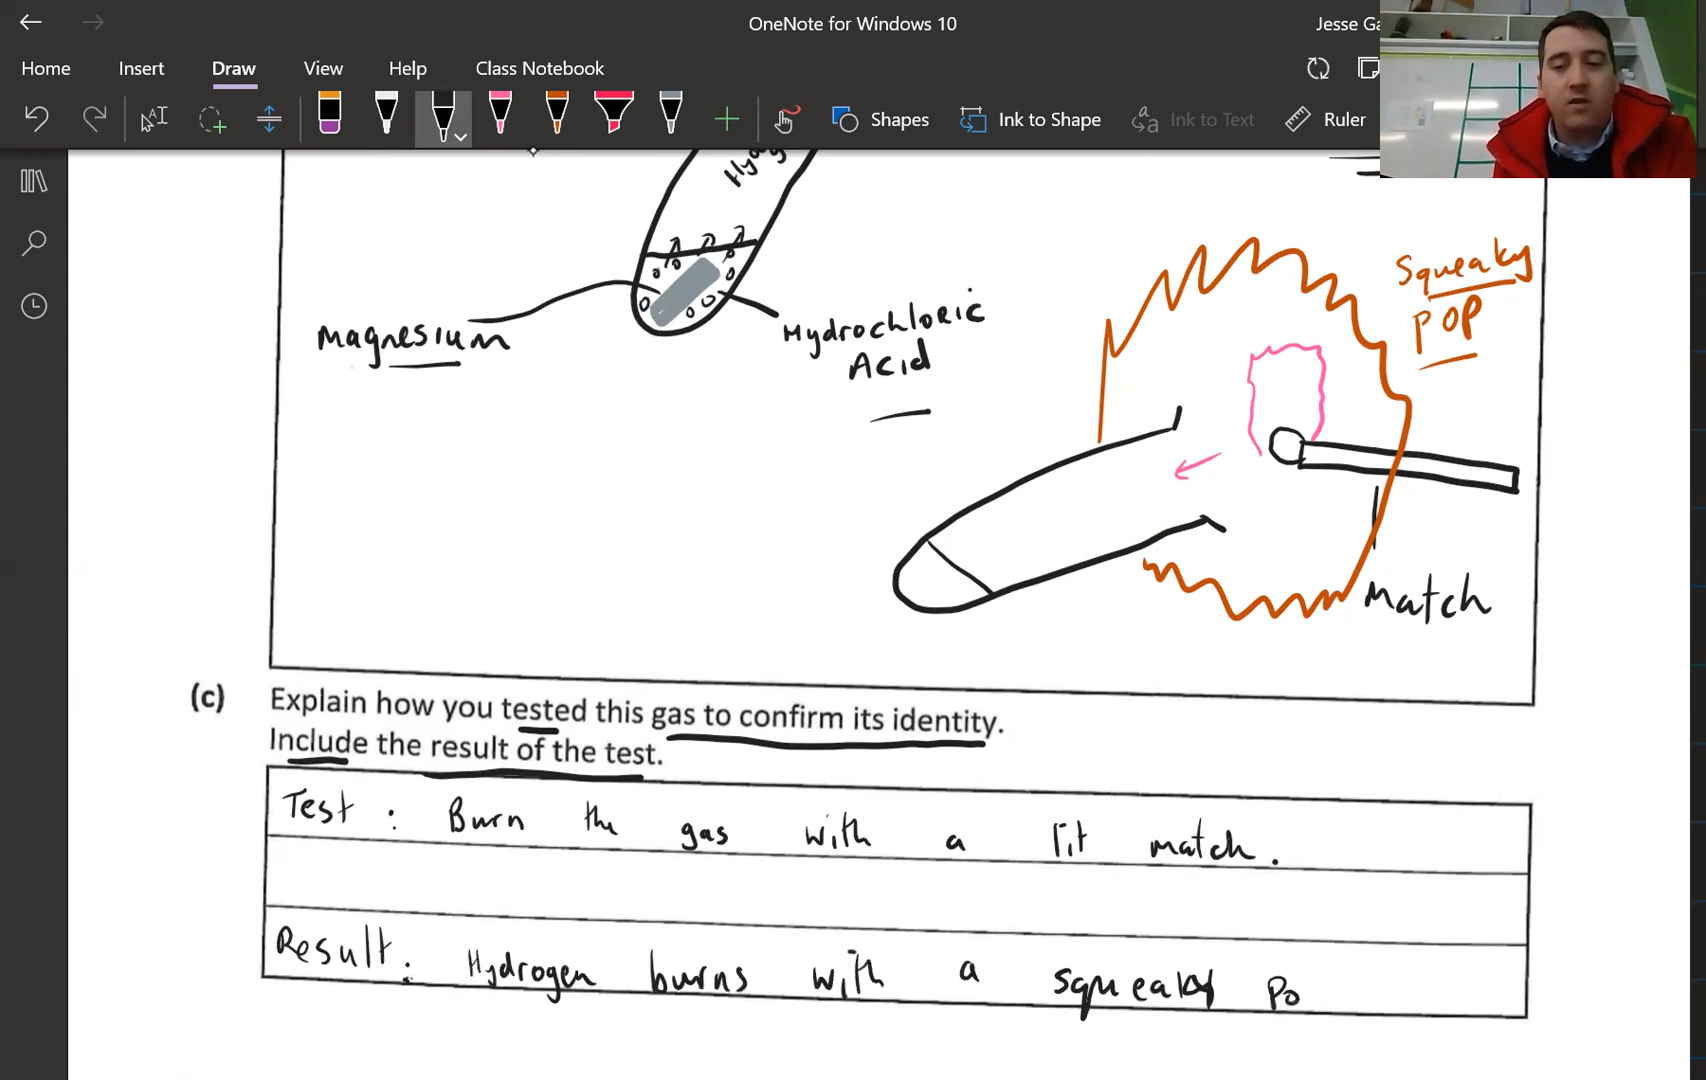 OneNote for Windows 10
Jesse Ga
Home Insert Draw View Help Class Notebook
Shapes Ink to Shape Ink to Text Ruler
Magnesium
Hydrochloric
Acid
Squeaky
POP
Match
(c) Explain how you tested this gas to confirm its identity.
Include the result of the test.
Test: Burn the gas with a lit match.
Result: Hydrogen burns with a squeaky Po